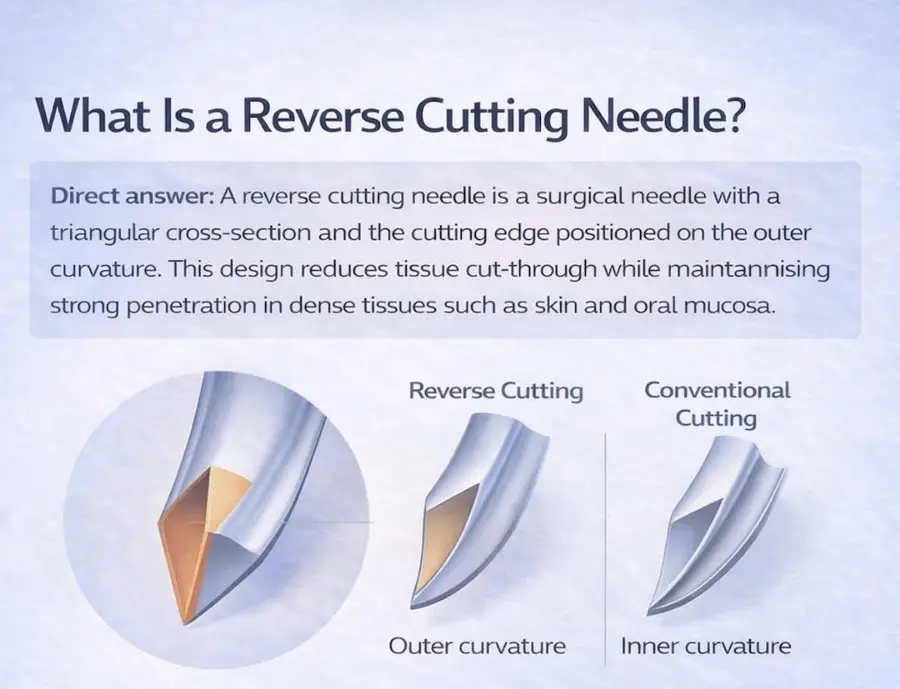 What Is a Reverse Cutting Needle?
Direct answer: A reverse cutting needle is a surgical needle with a
triangular cross-section and the cutting edge positioned on the outer
curvature. This design reduces tissue cut-through while maintannising
strong penetration in dense tissues such as skin and oral mucosa.
Reverse Cutting
Conventional
Cutting
Outer curvature
Inner curvature